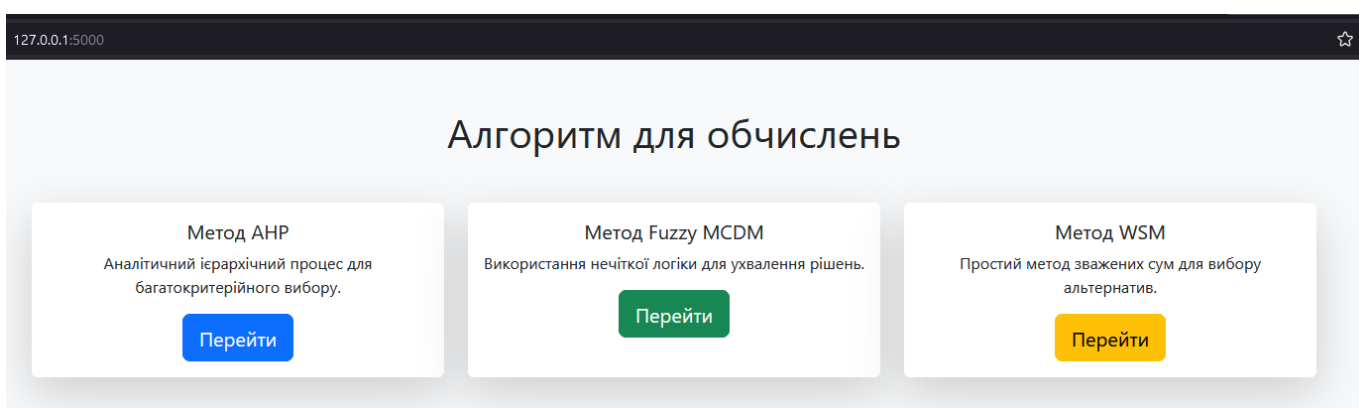 127.0.0.1:5000
Алгоритм для обчислень
Метод AHP
Аналітичний ієрархічний процес для
багатокритерійного вибору.
Перейти
Метод Fuzzy MCDM
Використання нечіткої логіки для ухвалення рішень.
Перейти
Метод WSM
Простий метод зважених сум для вибору
альтернатив.
Перейти